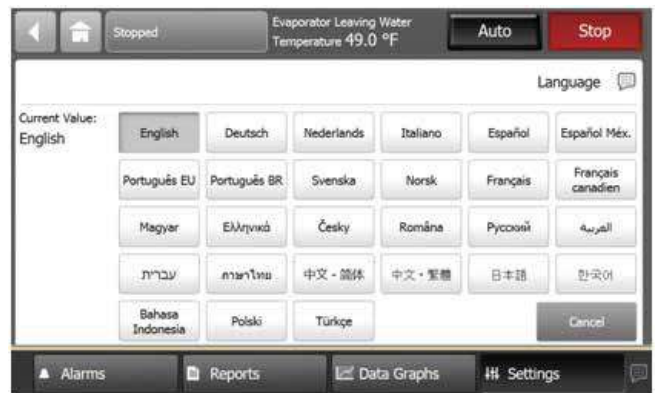 Stopped
Evaporator Leaving Water
Temperature 49.0 °F
Auto
Stop
Language
Current Value:
English
English
Deutsch
Nederlands
Italiano
Español
Español Méx.
Português EU
Português BR
Svenska
Norsk
Français
Français
canadien
Magyar
Ελληνικά
Česky
Româna
Русский
العربية
עברית
ภาษาไทย
中文 - 简体
中文 - 繁體
日本語
한국어
Bahasa
Indonesia
Polski
Türkçe
Cancel
Alarms
Reports
Data Graphs
Settings